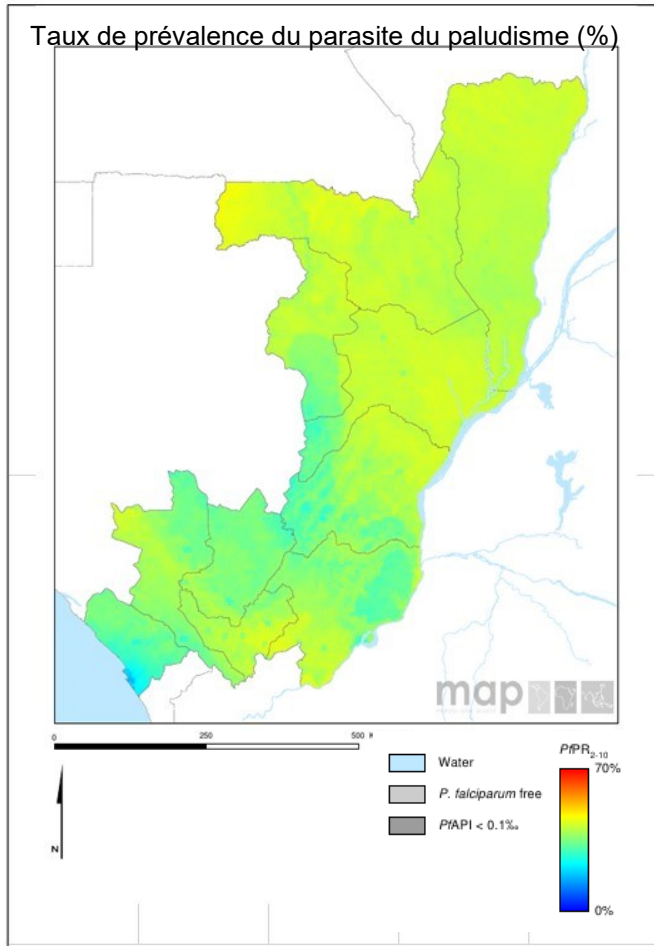 Taux de prévalence du parasite du paludisme (%)
map
0 250 500
Water
P. falciparum free
PfAPI < 0.1‰
PfPR2-10
70%
0%
N